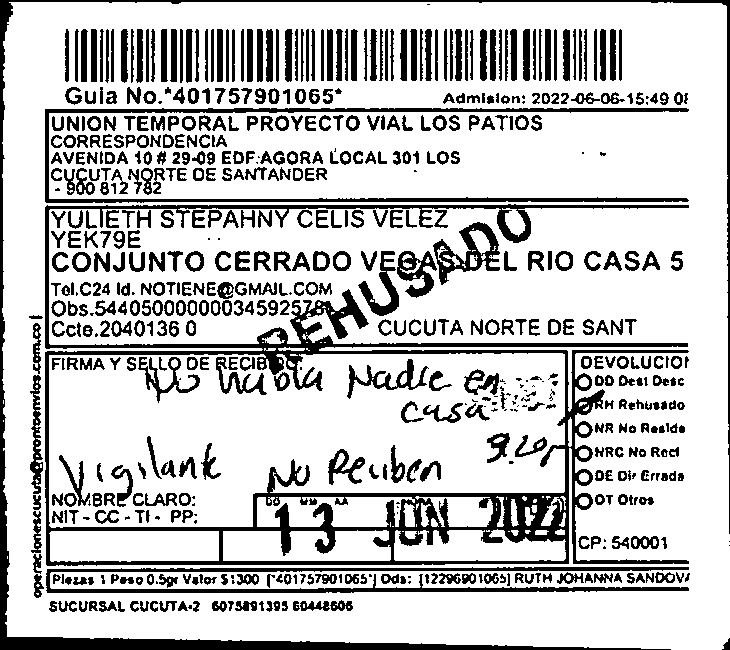 Guia No.*401757901065*
Admision: 2022-06-06-15:49 08
UNION TEMPORAL PROYECTO VIAL LOS PATIOS
CORRESPONDENCIA
AVENIDA 10 # 29-09 EDF:AGORA LOCAL 301 LOS
CUCUTA NORTE DE SANTANDER
- 900 812 782
YULIETH STEPAHNY CELIS VELEZ
YEK79E
CONJUNTO CERRADO VEGAS DEL RIO CASA 5
Tel.C24 Id. NOTIENE@GMAIL.COM
Obs.544050000000345925781
Ccte.2040136 0
CUCUTA NORTE DE SANT
REHUSADO
FIRMA Y SELLO DE RECIBIDO:
No habia Nadie en
casa
9:20
Vigilante No Reciben
NOMBRE CLARO:
NIT - CC - TI - PP:
DD MM AA
13 JUN 2022
DEVOLUCION
DD Dest Desc
RH Rehusado
NR No Reside
NRC No Recl
DE Dir Errada
OT Otros
CP: 540001
Piezas 1 Peso 0.5gr Valor $1300 [*401757901065*] Ods: [12296901065] RUTH JOHANNA SANDOVA
SUCURSAL CUCUTA-2 6075891395 60448606
operacionescucuta@prontoenvios.com.co